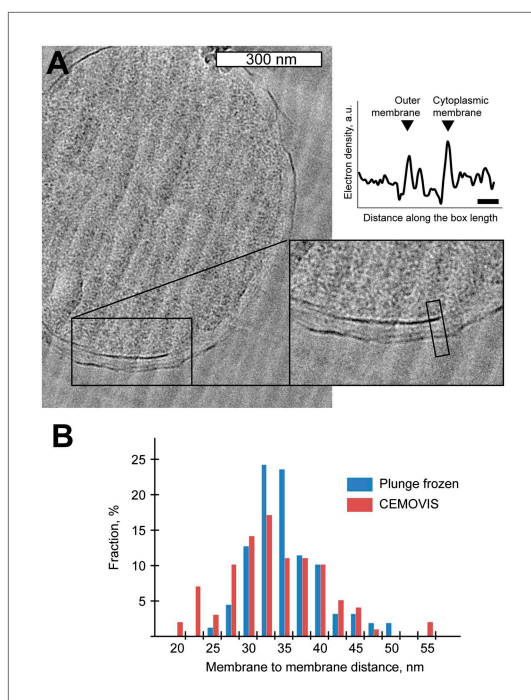 A
300 nm
Outer
membrane
Cytoplasmic
membrane
Electron density, a.u.
Distance along the box length
B
Fraction, %
25
20
15
10
5
Plunge frozen
CEMOVIS
20 25 30 35 40 45 50 55
Membrane to membrane distance, nm